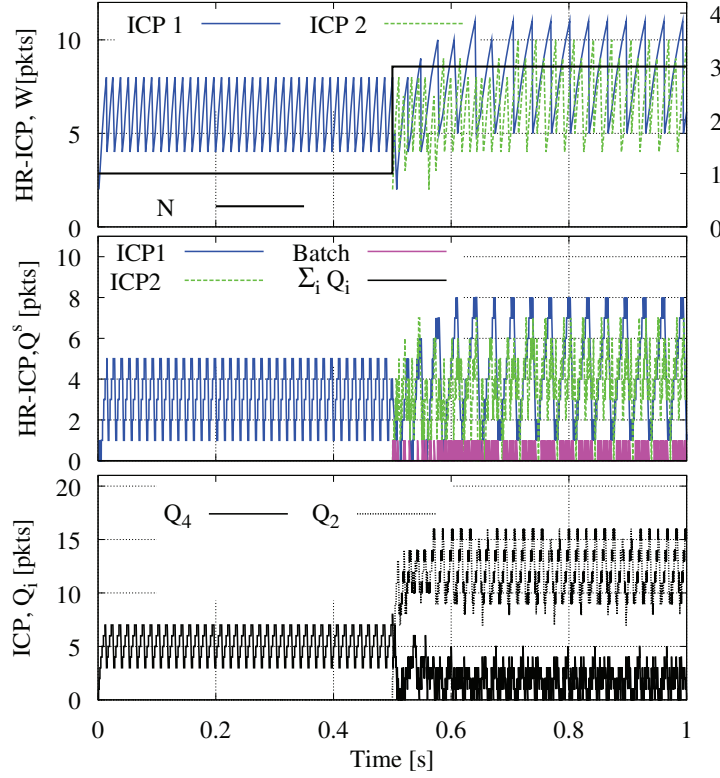 ICP 1 ICP 2
HR-ICP, W[pkts]
10
5
0
4
3
2
1
0
N
ICP1 Batch
ICP2 Σi Qi
HR-ICP,Qs [pkts]
10
8
6
4
2
0
Q4 Q2
ICP, Qi [pkts]
20
15
10
5
0
0 0.2 0.4 0.6 0.8 1
Time [s]